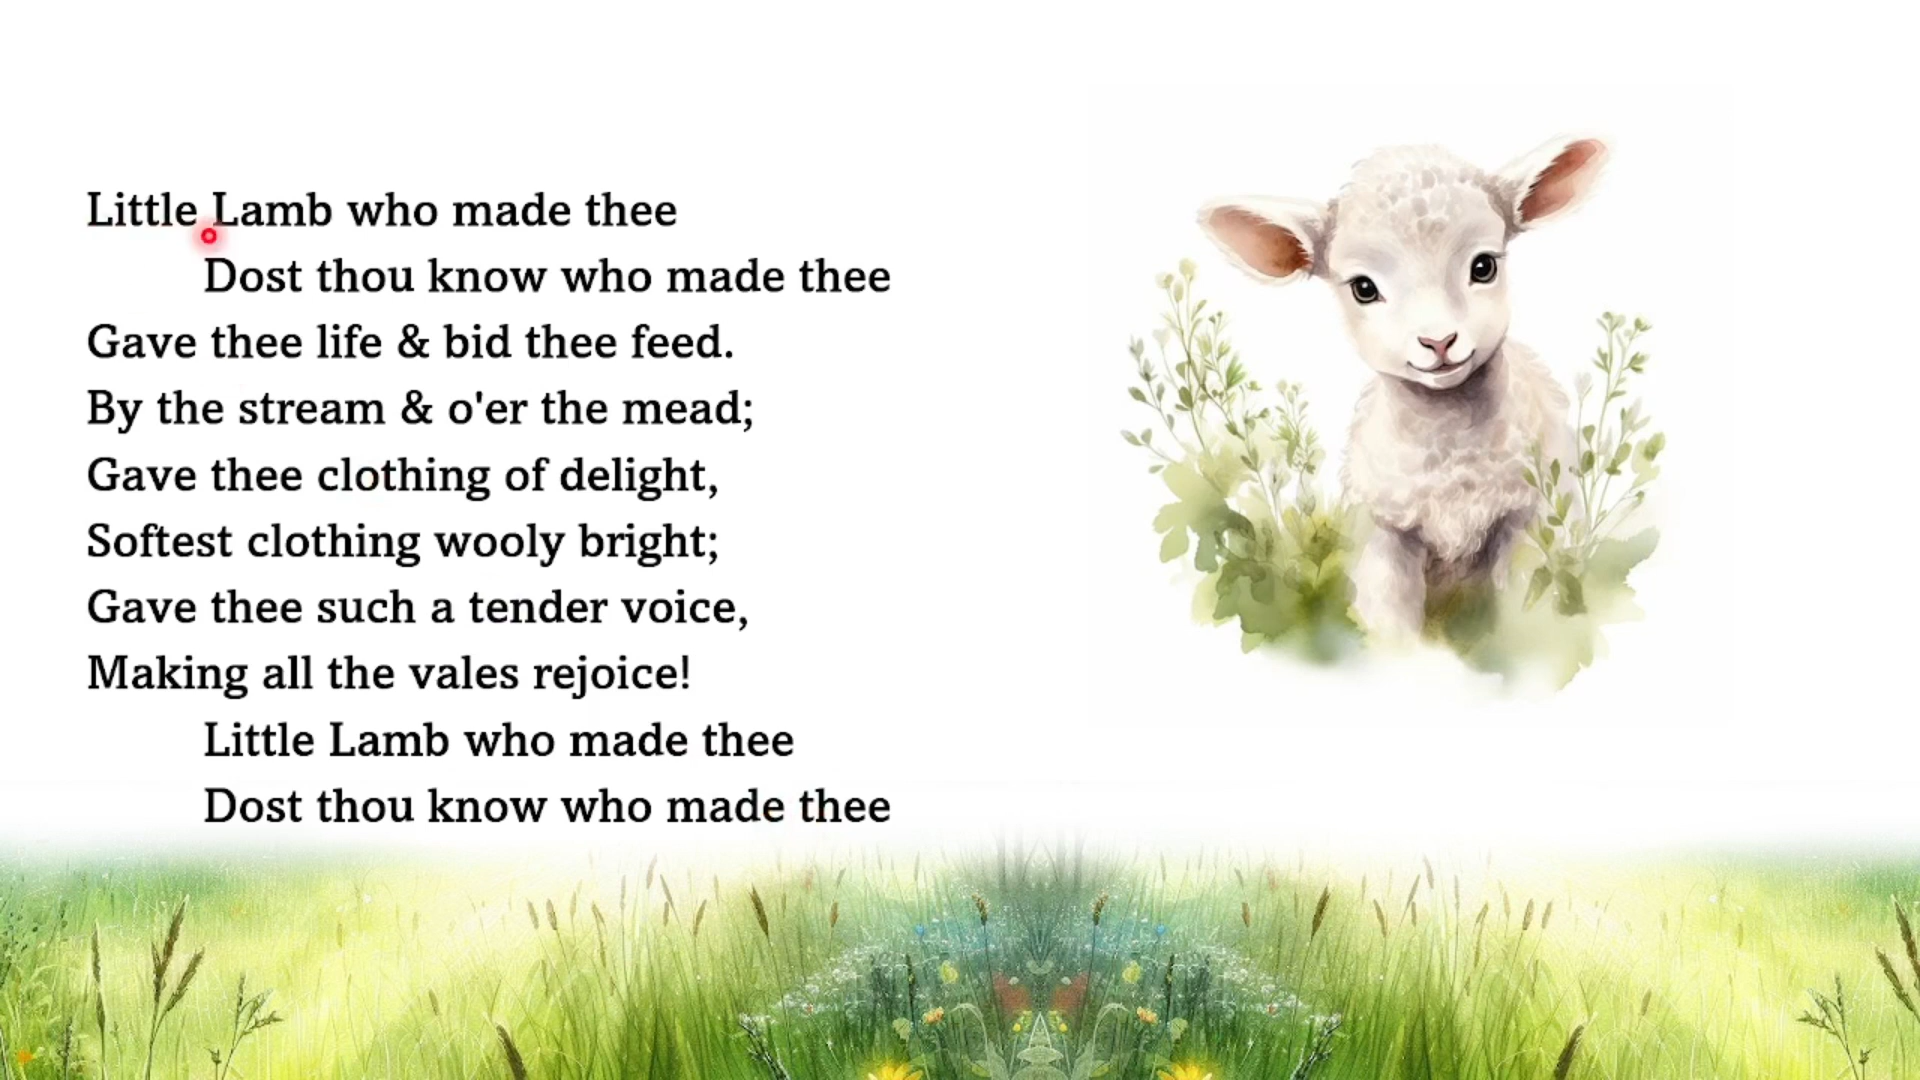 Little Lamb who made thee
Dost thou know who made thee
Gave thee life & bid thee feed.
By the stream & o'er the mead;
Gave thee clothing of delight,
Softest clothing wooly bright;
Gave thee such a tender voice,
Making all the vales rejoice!
Little Lamb who made thee
Dost thou know who made thee